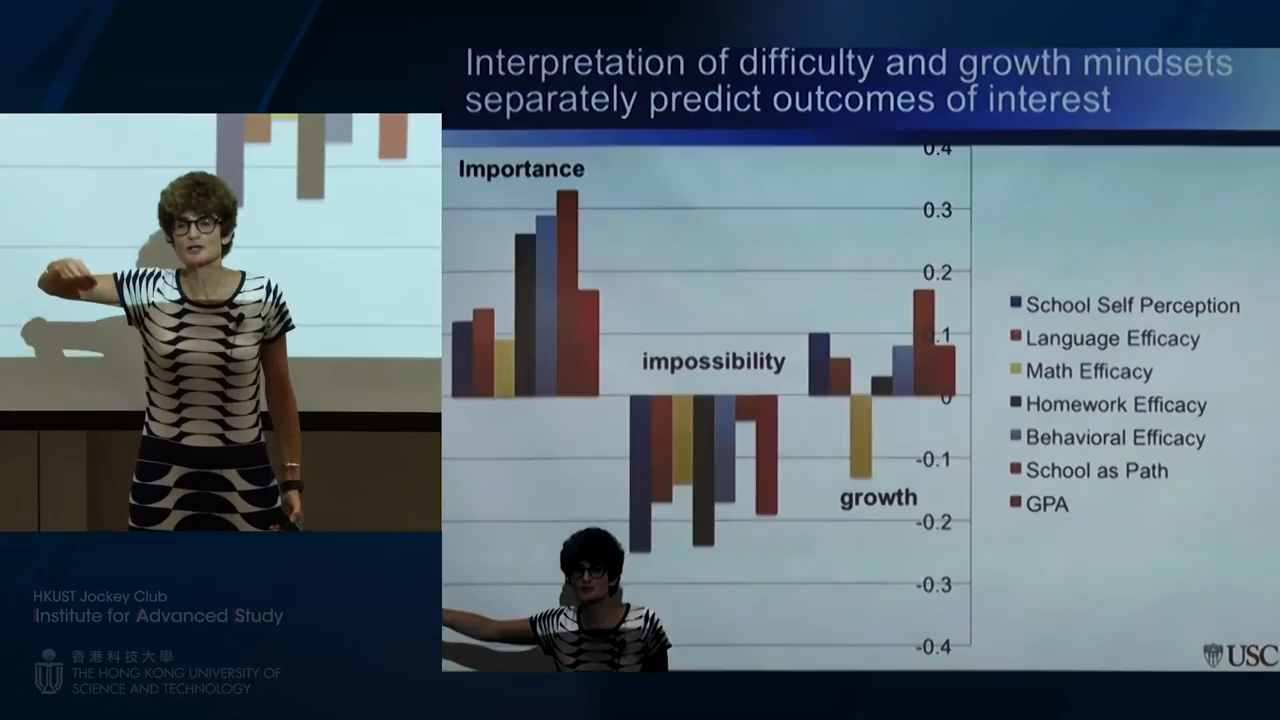 Interpretation of difficulty and growth mindsets
separately predict outcomes of interest
Importance
impossibility
growth
0.4
0.3
0.2
0.1
0
-0.1
-0.2
-0.3
-0.4
School Self Perception
Language Efficacy
Math Efficacy
Homework Efficacy
Behavioral Efficacy
School as Path
GPA
USC
HKUST Jockey Club
Institute for Advanced Study
香港科技大學
THE HONG KONG UNIVERSITY OF
SCIENCE AND TECHNOLOGY